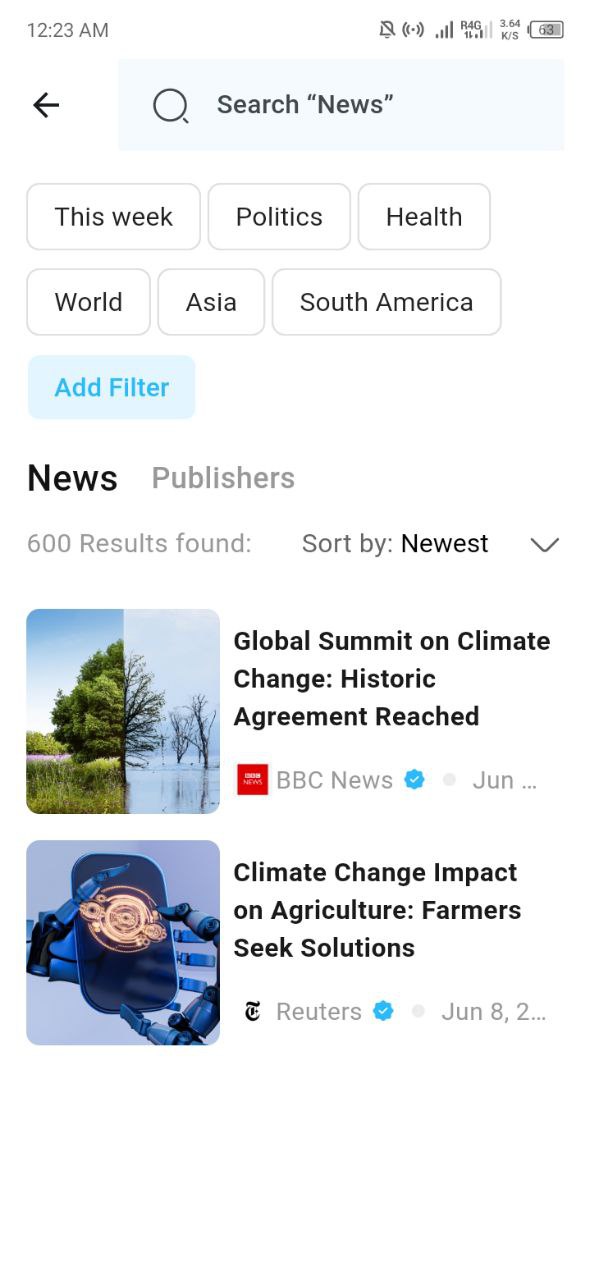 12:23 AM R4G 3.64 K/S 63
Search “News”
This week Politics Health
World Asia South America
Add Filter
News Publishers
600 Results found: Sort by: Newest
Global Summit on Climate
Change: Historic
Agreement Reached
BBC NEWS BBC News Jun ...
Climate Change Impact
on Agriculture: Farmers
Seek Solutions
Reuters Jun 8, 2...